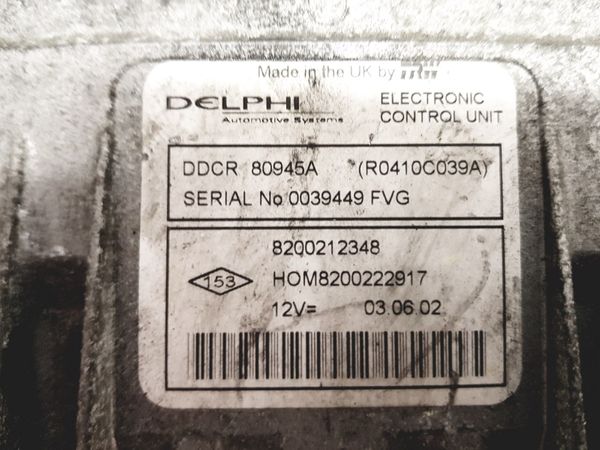 Made in the UK by TRW
DELPHI
Automotive Systems
ELECTRONIC
CONTROL UNIT
DDCR 80945A (R0410C039A)
SERIAL No 0039449 FVG
8200212348
153
HOM8200222917
12V= 03.06.02